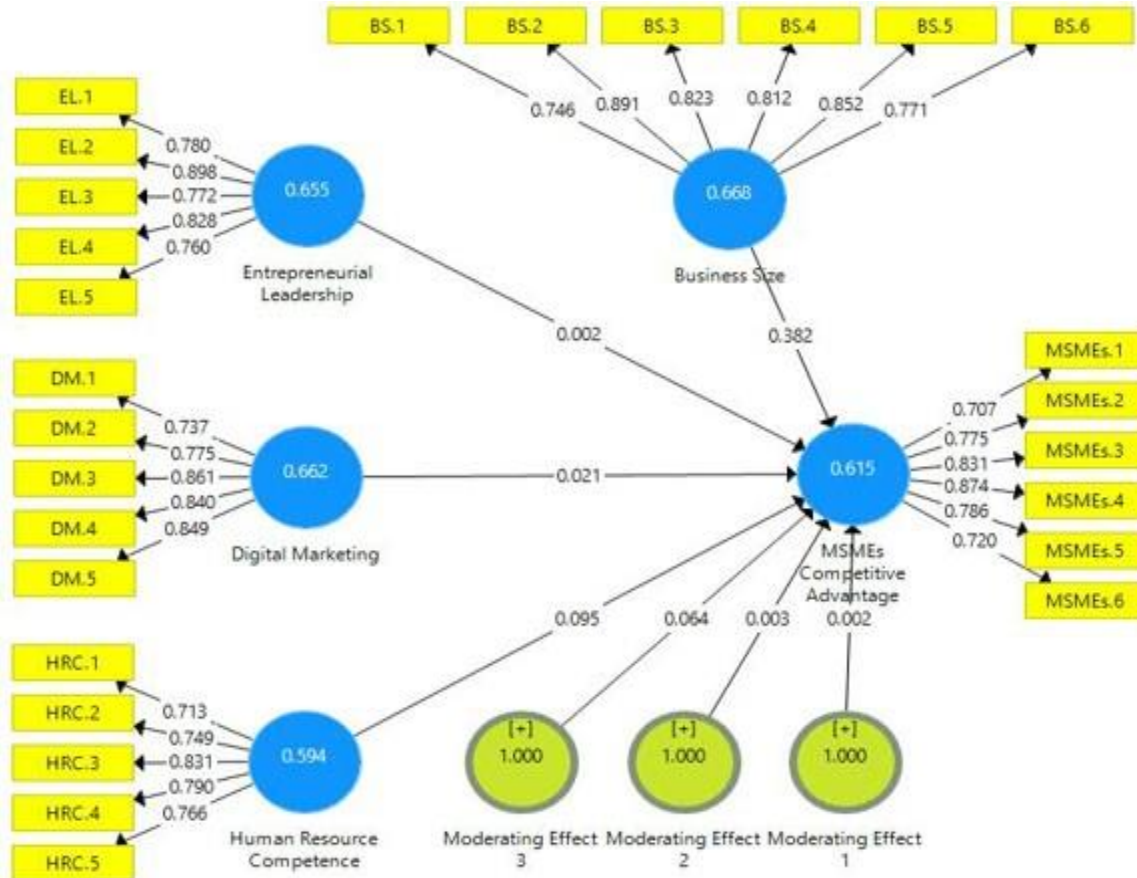 BS.1
BS.2
BS.3
BS.4
BS.5
BS.6
0.746
0.891
0.823
0.812
0.852
0.771
0.668
Business Size
0.382
EL.1
EL.2
EL.3
EL.4
EL.5
0.780
0.898
0.772
0.828
0.760
0.655
Entrepreneurial
Leadership
0.002
DM.1
DM.2
DM.3
DM.4
DM.5
0.737
0.775
0.861
0.840
0.849
0.662
Digital Marketing
0.021
MSMEs.1
MSMEs.2
MSMEs.3
MSMEs.4
MSMEs.5
MSMEs.6
0.707
0.775
0.831
0.874
0.786
0.720
0.615
MSMEs
Competitive
Advantage
HRC.1
HRC.2
HRC.3
HRC.4
HRC.5
0.713
0.749
0.831
0.790
0.766
0.594
Human Resource
Competence
0.095
0.064
0.003
0.002
[+]
1.000
Moderating Effect
3
[+]
1.000
Moderating Effect
2
[+]
1.000
Moderating Effect
1